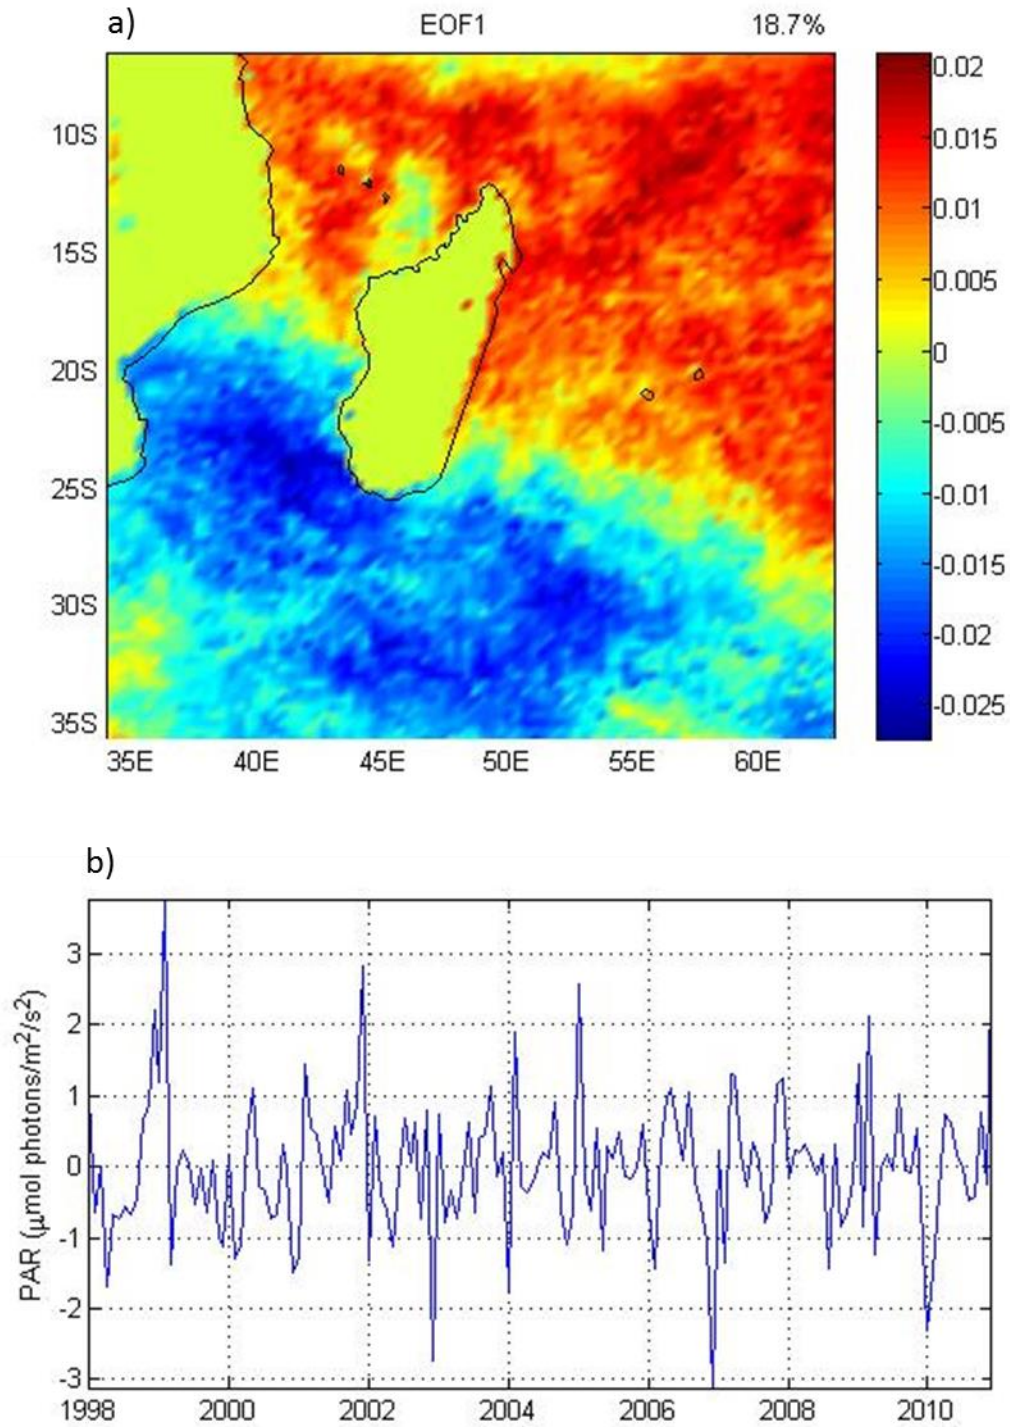 a) EOF1 18.7%
0.02
0.015
0.01
0.005
0
-0.005
-0.01
-0.015
-0.02
-0.025
10S
15S
20S
25S
30S
35S
35E 40E 45E 50E 55E 60E
b)
PAR (μmol photons/m²/s²)
3
2
1
0
-1
-2
-3
1998 2000 2002 2004 2006 2008 2010